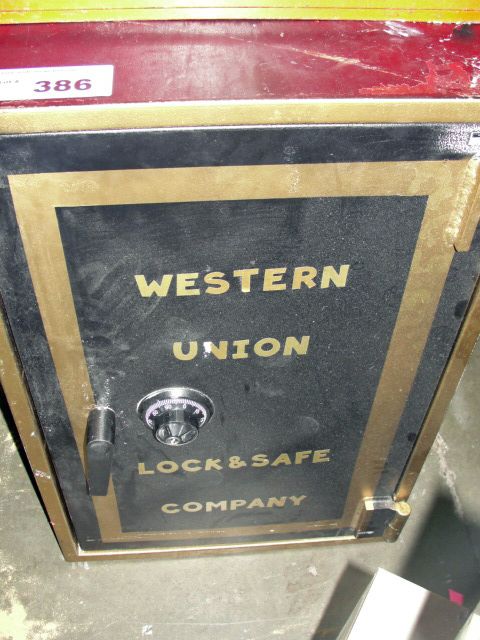 386
WESTERN
UNION
LOCK & SAFE
COMPANY